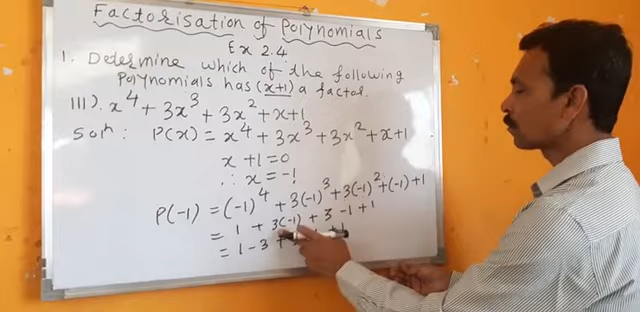 Factorisation of Polynomials
Ex 2.4
1. Determine which of the following
Polynomials has (x+1) a factor.
III). x⁴ + 3x³ + 3x² + x + 1
Soln: P(x) = x⁴ + 3x³ + 3x² + x + 1
x + 1 = 0
∴ x = -1
P(-1) = (-1)⁴ + 3(-1)³ + 3(-1)² + (-1) + 1
= 1 + 3(-1) + 3 - 1 + 1
= 1 - 3 +